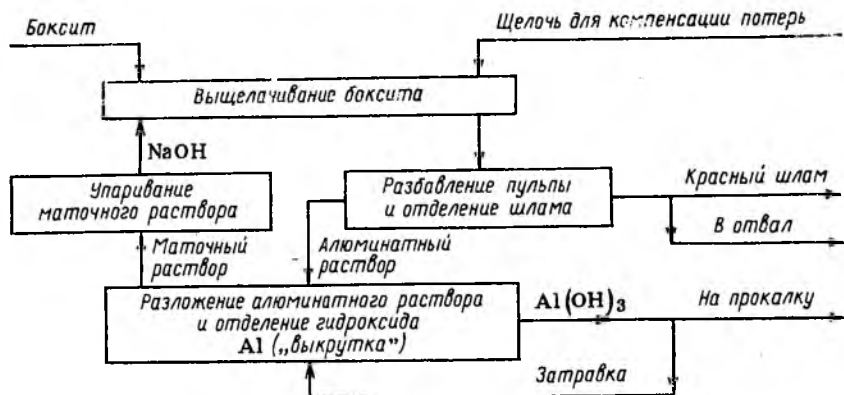 Боксит
Щелочь для компенсации потерь
Выщелачивание боксита
NaOH
Упаривание
маточного раствора
Разбавление пульпы
и отделение шлама
Красный шлам
В отвал
Маточный
раствор
Алюминатный
раствор
Разложение алюминатного раствора
и отделение гидроксида
Al („выкрутка”)
Al(OH)₃
На прокалку
Затравка